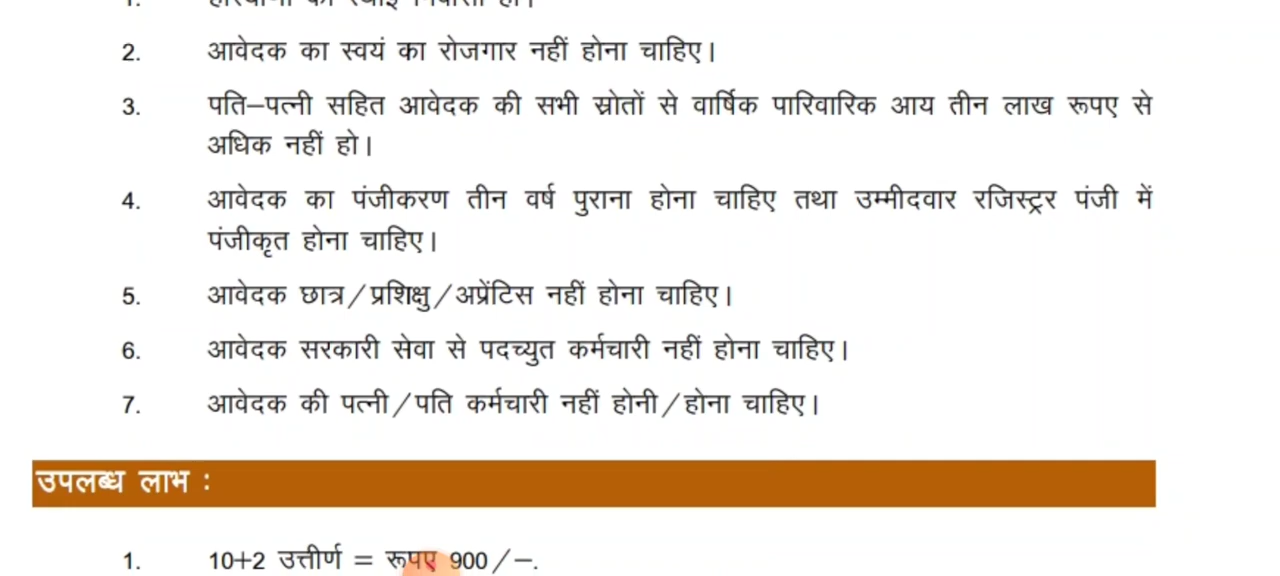 1. हरियाणा का स्थाई निवासी हो।
2. आवेदक का स्वयं का रोजगार नहीं होना चाहिए।
3. पति–पत्नी सहित आवेदक की सभी स्रोतों से वार्षिक पारिवारिक आय तीन लाख रूपए से
अधिक नहीं हो।
4. आवेदक का पंजीकरण तीन वर्ष पुराना होना चाहिए तथा उम्मीदवार रजिस्ट्रर पंजी में
पंजीकृत होना चाहिए।
5. आवेदक छात्र/प्रशिक्षु/अप्रेंटिस नहीं होना चाहिए।
6. आवेदक सरकारी सेवा से पदच्युत कर्मचारी नहीं होना चाहिए।
7. आवेदक की पत्नी/पति कर्मचारी नहीं होनी/होना चाहिए।
उपलब्ध लाभ :
1. 10+2 उत्तीर्ण = रूपए 900/–.